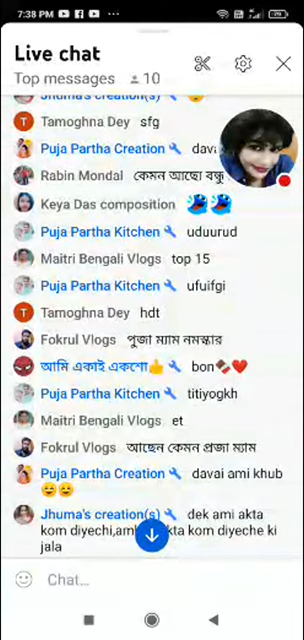 7:38 PM
Live chat
Top messages 10
Jhuma's creation(s)
Tamoghna Dey sfg
Puja Partha Creation
Rabin Mondal কেমন আছো বন্ধু
Keya Das composition
Puja Partha Kitchen uduurud
Maitri Bengali Vlogs top 15
Puja Partha Kitchen ufuifgi
Tamoghna Dey hdt
Fokrul Vlogs পুজা ম্যাম নমস্কার
আমি একাই একশো bon
Puja Partha Kitchen titiyogkh
Maitri Bengali Vlogs et
Fokrul Vlogs আছেন কেমন প্রজা ম্যাম
Puja Partha Creation davai ami khub
Jhuma's creation(s) dek ami akta
kom diyechi,am kta kom diyeche ki
jala
Chat...